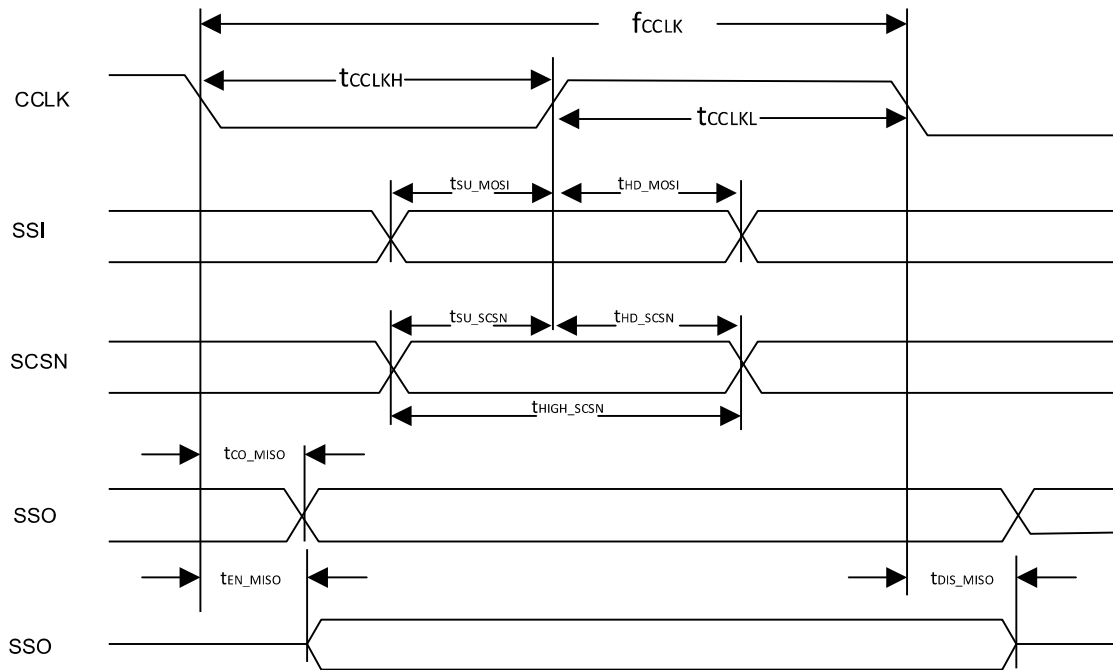 fCCLK
tCCLKH
CCLK
tCCLKL
tSU_MOSI
tHD_MOSI
SSI
tSU_SCSN
tHD_SCSN
SCSN
tHIGH_SCSN
tCO_MISO
SSO
tEN_MISO
tDIS_MISO
SSO